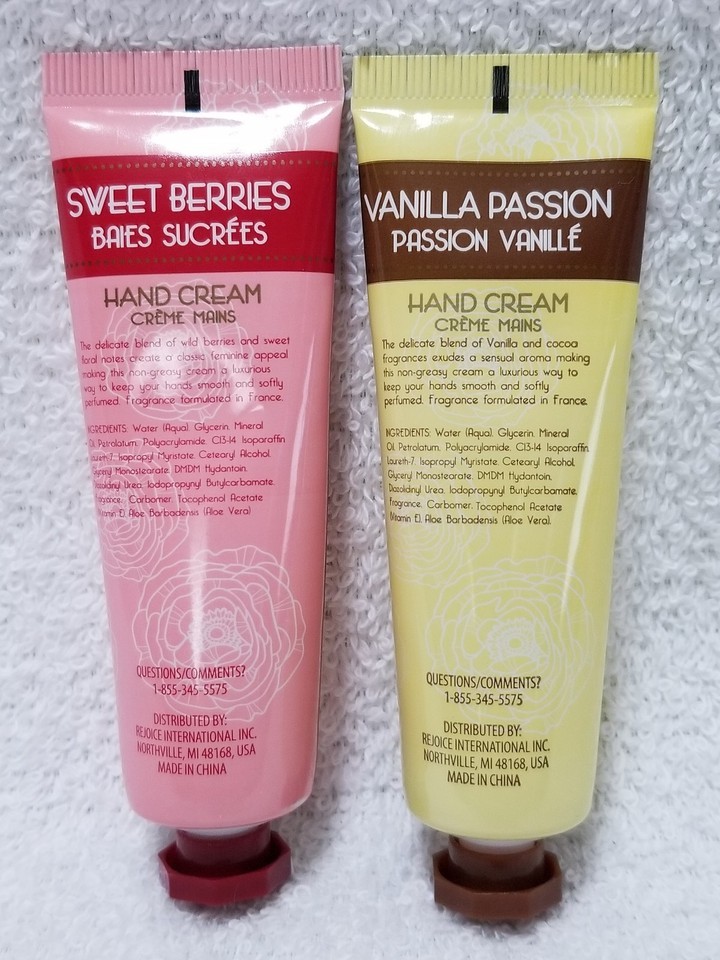 SWEET BERRIES
BAIES SUCRÉES
HAND CREAM
CRÈME MAINS
The delicate blend of wild berries and sweet
floral notes create a classic feminine appeal
making this non-greasy cream a luxurious
way to keep your hands smooth and softly
perfumed. Fragrance formulated in France.
INGREDIENTS: Water (Aqua), Glycerin, Mineral
Oil, Petrolatum, Polyacrylamide, C13-14 Isoparaffin
Laureth-7, Isopropyl Myristate, Cetearyl Alcohol,
Glyceryl Monostearate, DMDM Hydantoin,
Diazolidinyl Urea, Iodopropynyl Butylcarbamate,
Fragrance, Carbomer, Tocophenol Acetate
(Vitamin E), Aloe Barbadensis (Aloe Vera)
QUESTIONS/COMMENTS?
1-855-345-5575
DISTRIBUTED BY:
REJOICE INTERNATIONAL INC.
NORTHVILLE, MI 48168, USA
MADE IN CHINA
VANILLA PASSION
PASSION VANILLÉ
HAND CREAM
CRÈME MAINS
The delicate blend of Vanilla and cocoa
fragrances exudes a sensual aroma making
this non-greasy cream a luxurious way to
keep your hands smooth and softly
perfumed. Fragrance formulated in France.
INGREDIENTS: Water (Aqua), Glycerin, Mineral
Oil, Petrolatum, Polyacrylamide, C13-14 Isoparaffin,
Laureth-7, Isopropyl Myristate, Cetearyl Alcohol,
Glyceryl Monostearate, DMDM Hydantoin,
Diazolidinyl Urea, Iodopropynyl Butylcarbamate,
Fragrance, Carbomer, Tocophenol Acetate
(Vitamin E), Aloe Barbadensis (Aloe Vera).
QUESTIONS/COMMENTS?
1-855-345-5575
DISTRIBUTED BY:
REJOICE INTERNATIONAL INC.
NORTHVILLE, MI 48168, USA
MADE IN CHINA